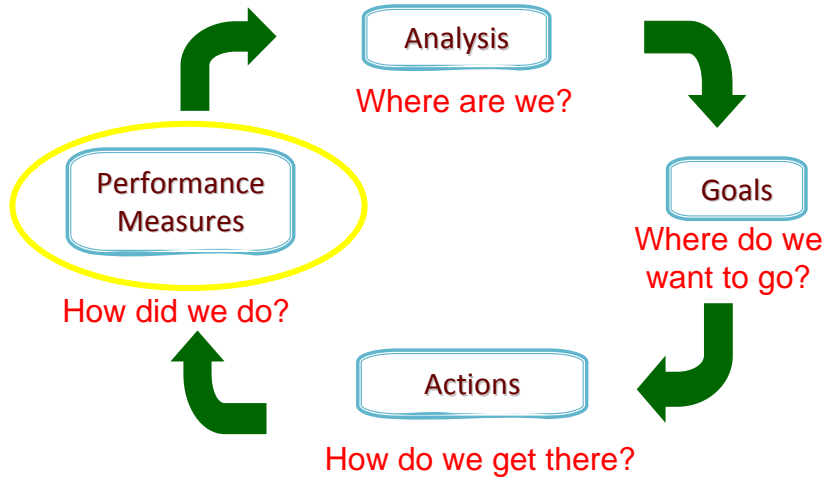 Analysis
Where are we?
Performance
Measures
Goals
Where do we
want to go?
How did we do?
Actions
How do we get there?